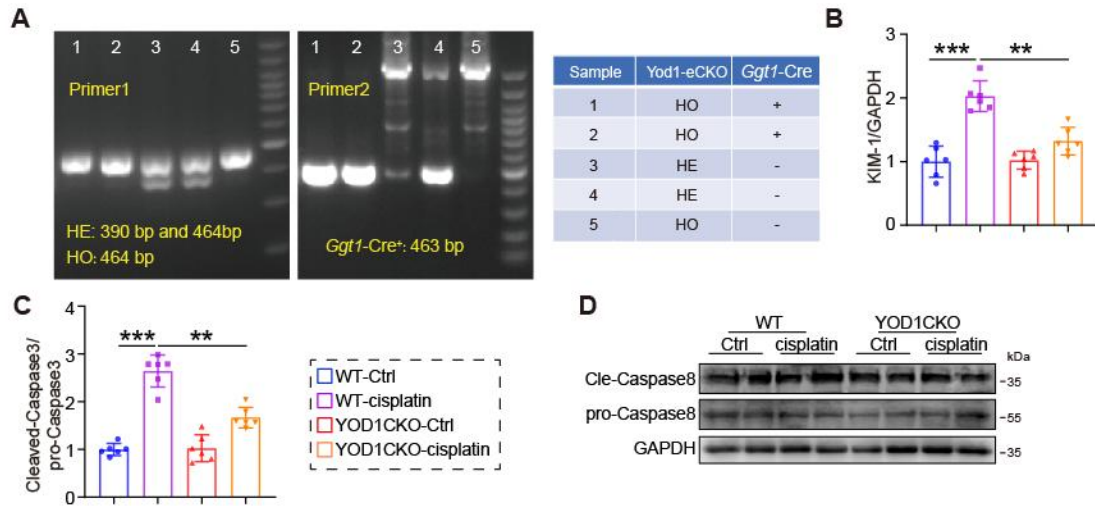 A
1 2 3 4 5
Primer1
HE: 390 bp and 464bp
HO: 464 bp
1 2 3 4 5
Primer2
Ggt1-Cre⁺: 463 bp
Sample Yod1-eCKO Ggt1-Cre
1 HO +
2 HO +
3 HE -
4 HE -
5 HO -
B
KIM-1/GAPDH
3
2
1
0
*** **
C
Cleaved-Caspase3/
pro-Caspase3
4
3
2
1
0
*** **
WT-Ctrl
WT-cisplatin
YOD1CKO-Ctrl
YOD1CKO-cisplatin
D
WT YOD1CKO
Ctrl cisplatin Ctrl cisplatin
kDa
Cle-Caspase8 -35
pro-Caspase8 -55
GAPDH -35